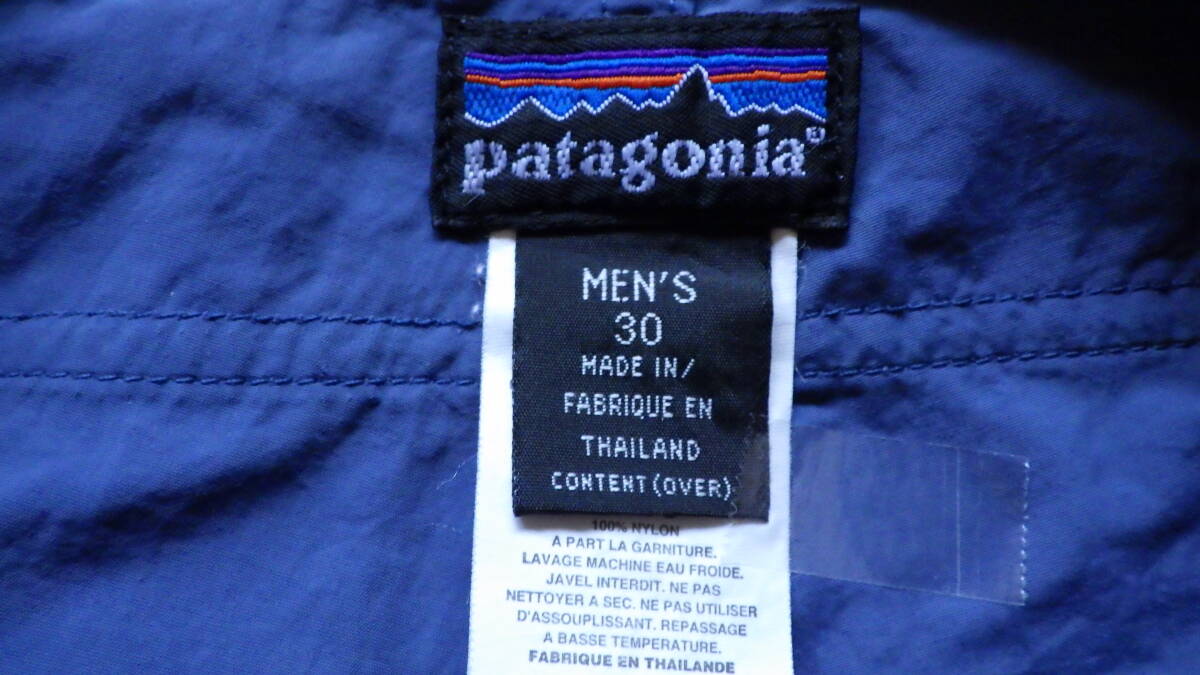 patagonia®
MEN'S
30
MADE IN/
FABRIQUE EN
THAILAND
CONTENT (OVER)
100% NYLON
A PART LA GARNITURE.
LAVAGE MACHINE EAU FROIDE.
JAVEL INTERDIT. NE PAS
NETTOYER A SEC. NE PAS UTILISER
D'ASSOUPLISSANT. REPASSAGE
A BASSE TEMPERATURE.
FABRIQUE EN THAILANDE